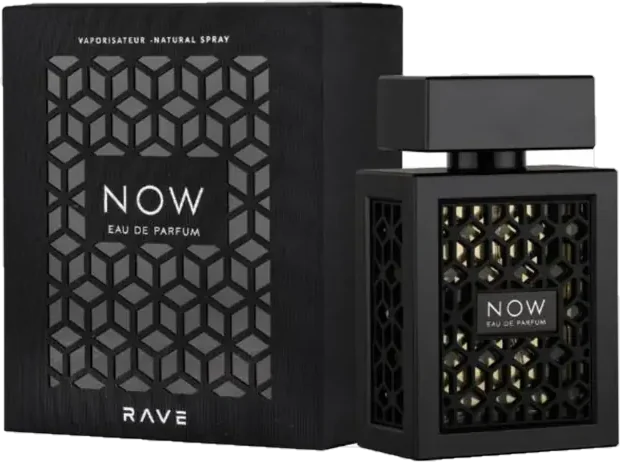 VAPORISATEUR - NATURAL SPRAY
NOW
EAU DE PARFUM
RAVE
NOW
EAU DE PARFUM